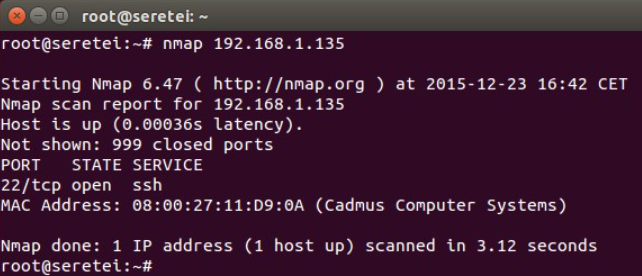 root@seretei: ~
root@seretei:~# nmap 192.168.1.135
Starting Nmap 6.47 ( http://nmap.org ) at 2015-12-23 16:42 CET
Nmap scan report for 192.168.1.135
Host is up (0.00036s latency).
Not shown: 999 closed ports
PORT   STATE SERVICE
22/tcp open  ssh
MAC Address: 08:00:27:11:D9:0A (Cadmus Computer Systems)
Nmap done: 1 IP address (1 host up) scanned in 3.12 seconds
root@seretei:~#